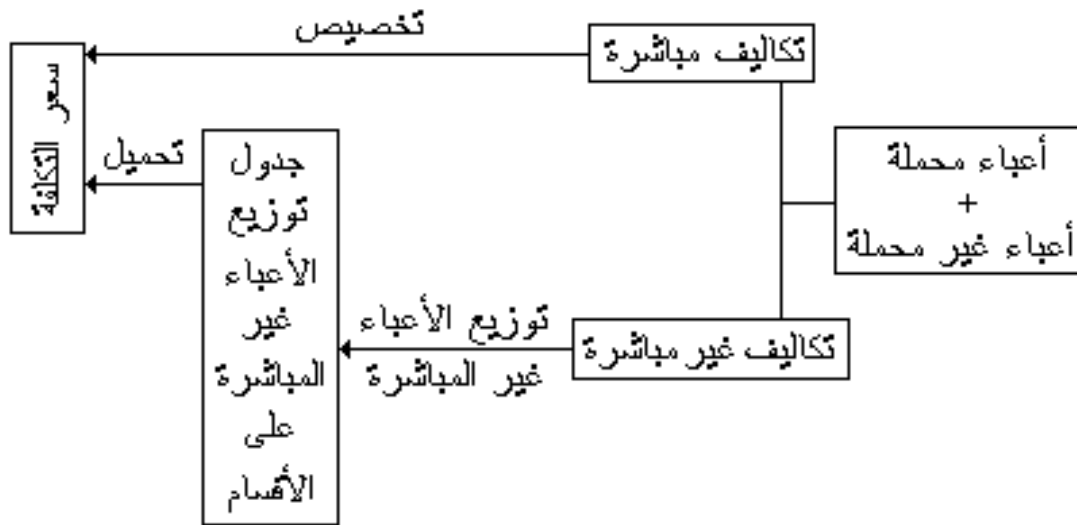 تخصيص
تكاليف مباشرة
سعر التكلفة
أعباء محملة
+
أعباء غير محملة
تحميل
جدول
توزيع
الأعباء
غير
المباشرة
على
الأقسام
توزيع الأعباء
غير المباشرة
تكاليف غير مباشرة